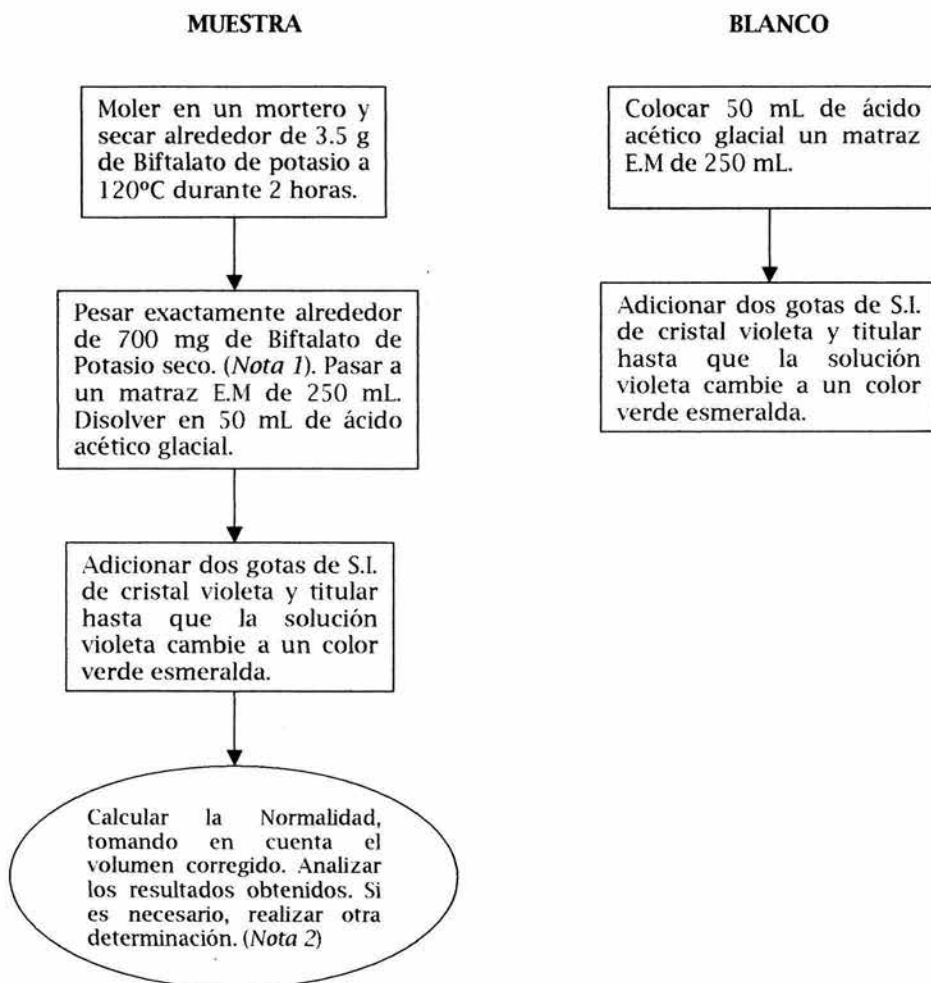 MUESTRA
Moler en un mortero y
secar alrededor de 3.5 g
de Biftalato de potasio a
120ºC durante 2 horas.
Pesar exactamente alrededor
de 700 mg de Biftalato de
Potasio seco. (Nota 1). Pasar a
un matraz E.M de 250 mL.
Disolver en 50 mL de ácido
acético glacial.
Adicionar dos gotas de S.I.
de cristal violeta y titular
hasta que la solución
violeta cambie a un color
verde esmeralda.
Calcular la Normalidad,
tomando en cuenta el
volumen corregido. Analizar
los resultados obtenidos. Si
es necesario, realizar otra
determinación. (Nota 2)
BLANCO
Colocar 50 mL de ácido
acético glacial un matraz
E.M de 250 mL.
Adicionar dos gotas de S.I.
de cristal violeta y titular
hasta que la solución
violeta cambie a un color
verde esmeralda.